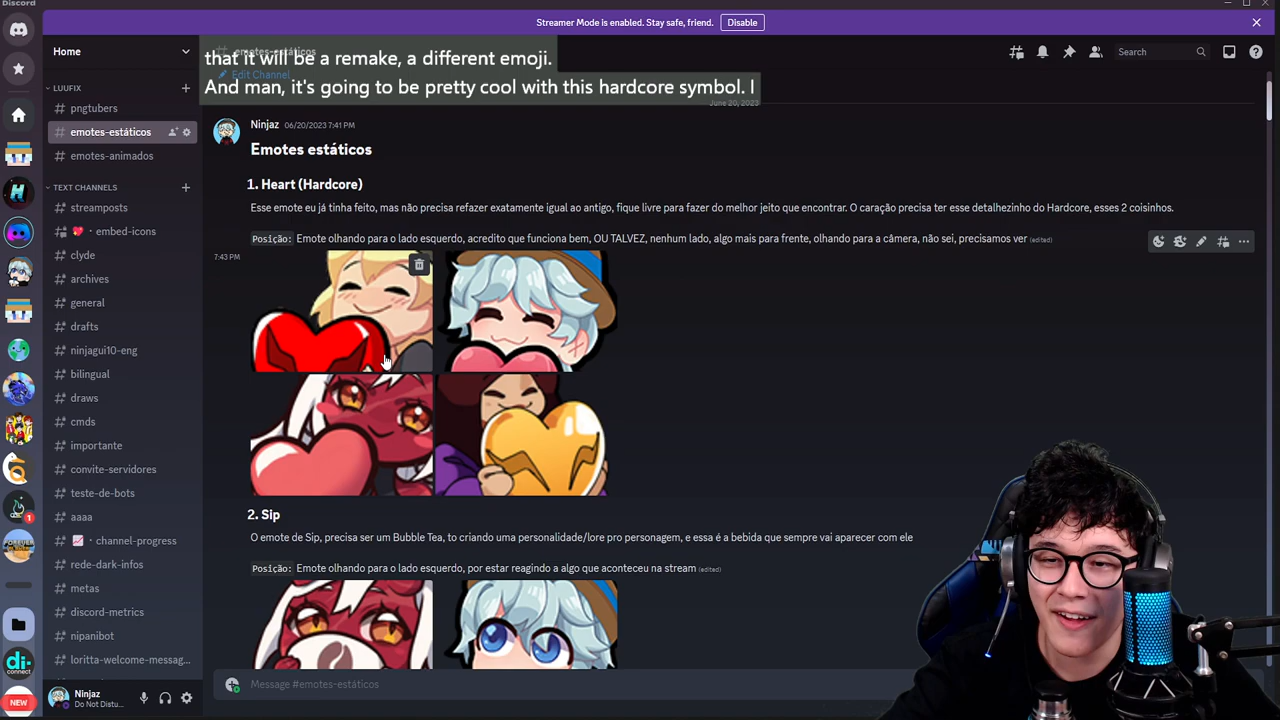 Discord
Streamer Mode is enabled. Stay safe, friend.
Disable
Home
emotes-estáticos
Edit Channel
that it will be a remake, a different emoji.
And man, it's going to be pretty cool with this hardcore symbol. I
Search
LUUFIX
pngtubers
emotes-estáticos
emotes-animados
TEXT CHANNELS
streamposts
embed-icons
clyde
archives
general
drafts
ninjagui10-eng
bilingual
draws
cmds
importante
convite-servidores
teste-de-bots
aaaa
channel-progress
rede-dark-infos
metas
discord-metrics
nipanibot
loritta-welcome-messag...
Ninjaz
Do Not Distu...
NEW
1
di-
connect
June 20, 2023
Ninjaz 06/20/2023 7:41 PM
Emotes estáticos
1. Heart (Hardcore)
Esse emote eu já tinha feito, mas não precisa refazer exatamente igual ao antigo, fique livre para fazer do melhor jeito que encontrar. O caração precisa ter esse detalhezinho do Hardcore, esses 2 coisinhos.
Posição: Emote olhando para o lado esquerdo, acredito que funciona bem, OU TALVEZ, nenhum lado, algo mais para frente, olhando para a câmera, não sei, precisamos ver (edited)
7:43 PM
2. Sip
O emote de Sip, precisa ser um Bubble Tea, to criando uma personalidade/lore pro personagem, e essa é a bebida que sempre vai aparecer com ele
Posição: Emote olhando para o lado esquerdo, por estar reagindo a algo que aconteceu na stream (edited)
Message #emotes-estáticos